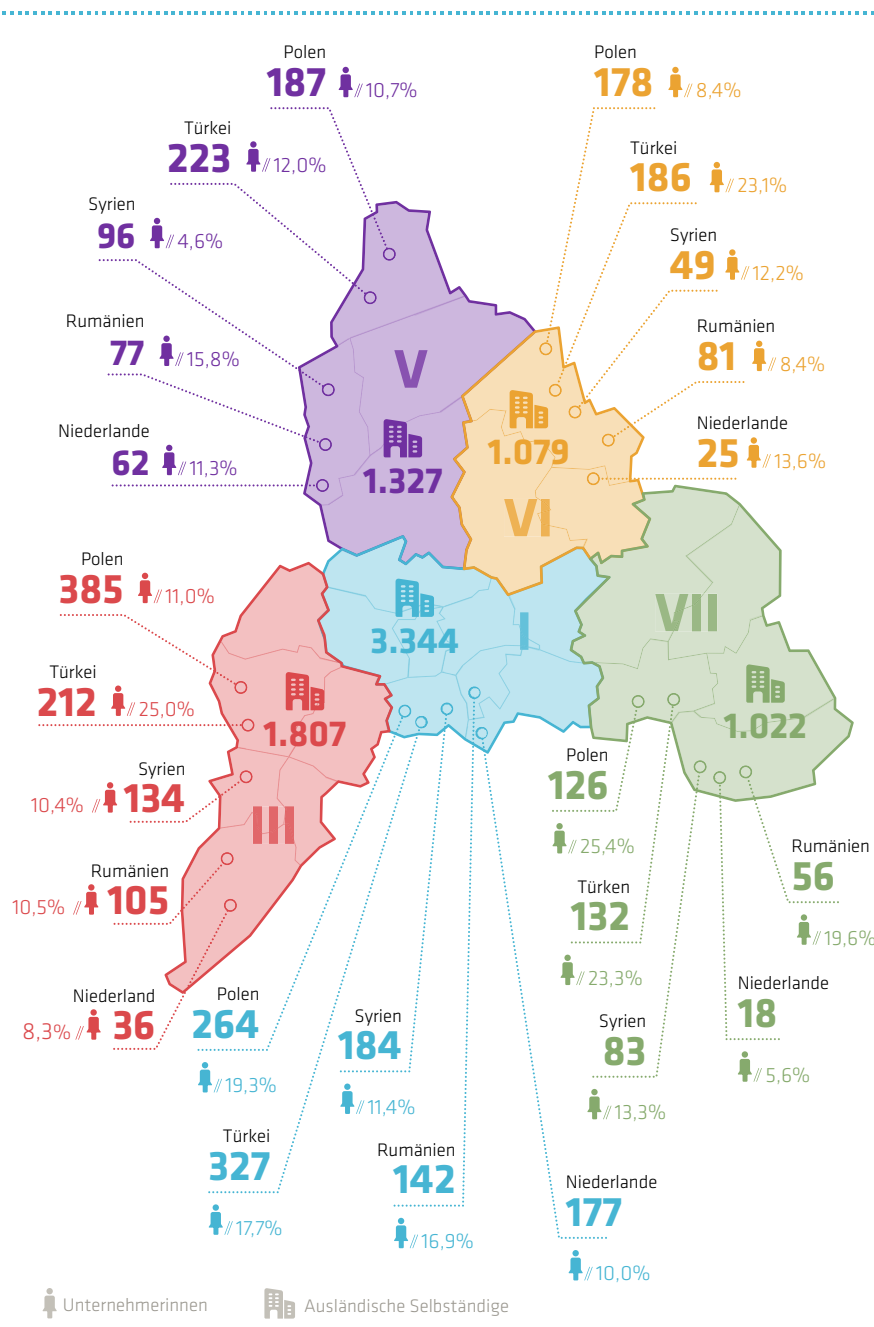 Polen
187 // 10,7%
Türkei
223 // 12,0%
Syrien
96 // 4,6%
Rumänien
77 // 15,8%
Niederlande
62 // 11,3%
V
1.327
Polen
178 // 8,4%
Türkei
186 // 23,1%
Syrien
49 // 12,2%
Rumänien
81 // 8,4%
Niederlande
25 // 13,6%
1.079
VI
Polen
385 // 11,0%
Türkei
212 // 25,0%
Syrien
10,4% // 134
Rumänien
10,5% // 105
Niederland
8,3% // 36
1.807
III
3.344
I
Polen
264
// 19,3%
Türkei
327
// 17,7%
Syrien
184
// 11,4%
Rumänien
142
// 16,9%
Niederlande
177
// 10,0%
VII
1.022
Polen
126
// 25,4%
Türken
132
// 23,3%
Syrien
83
// 13,3%
Niederlande
18
// 5,6%
Rumänien
56
// 19,6%
Unternehmerinnen
Ausländische Selbständige